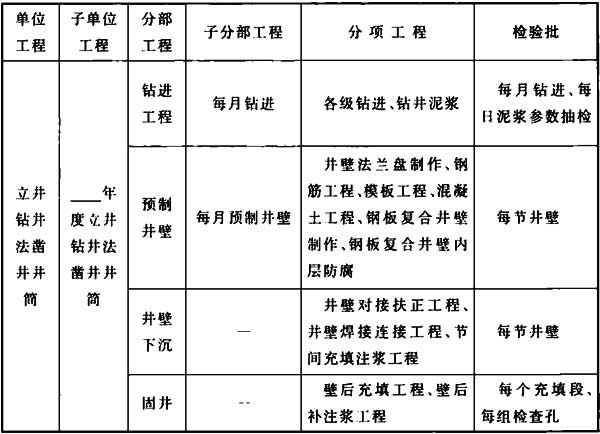 单位工程 子单位工程 分部工程 子分部工程 分项工程 检验批
立井钻井法凿井井筒
____年度立井钻井法凿井井筒
钻进工程
每月钻进
各级钻进、钻井泥浆
每月钻进、每日泥浆参数抽检
预制井壁
每月预制井壁
井壁法兰盘制作、钢
筋工程、模板工程、混凝
土工程、钢板复合井壁
制作、钢板复合井壁内
层防腐
每节井壁
井壁下沉
—
井壁对接扶正工程、
井壁焊接连接工程、节
间充填注浆工程
每节井壁
固井
--
壁后充填工程、壁后
补注浆工程
每个充填段、
每组检查孔